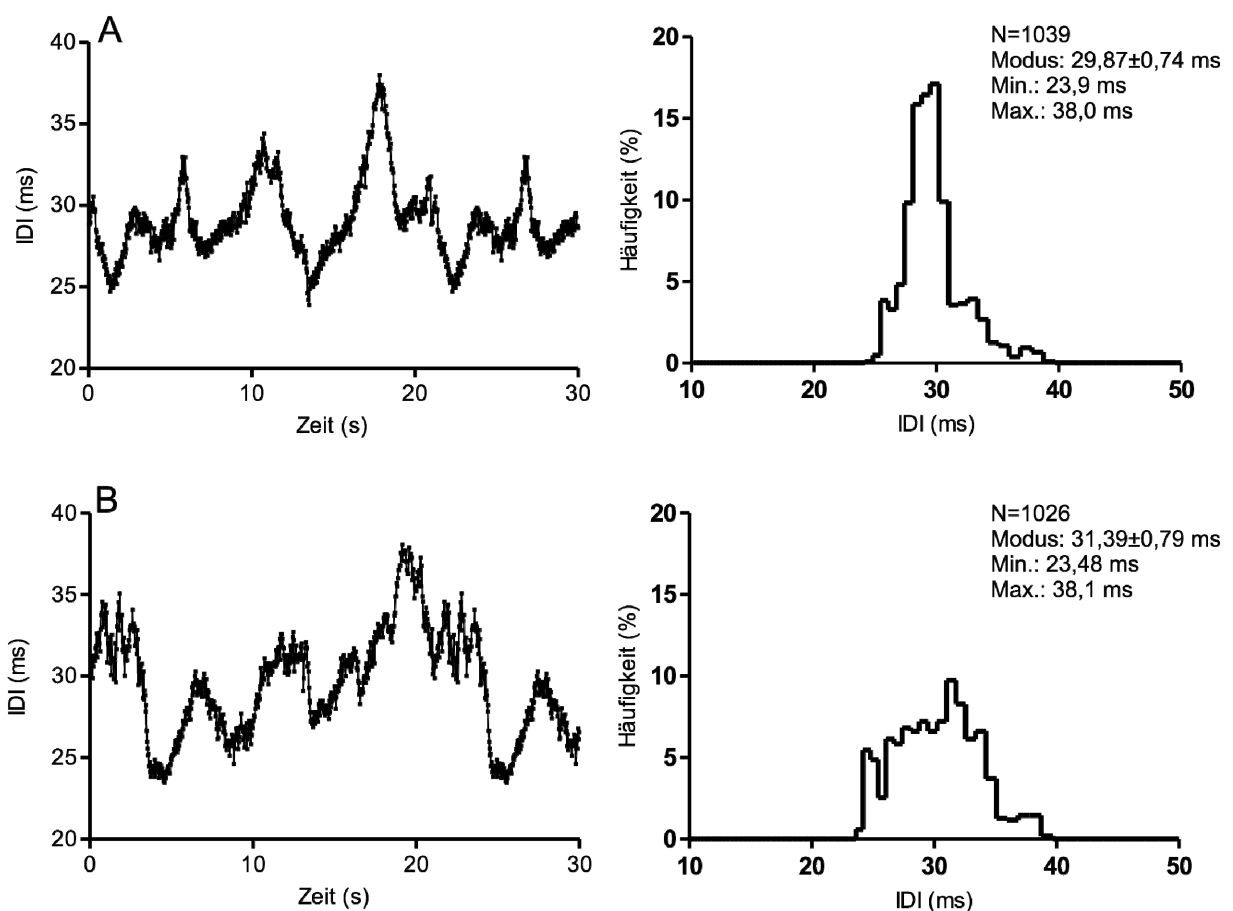 A
40
35
30
25
20
IDI (ms)
0 10 20 30
Zeit (s)
20
15
10
5
0
Häufigkeit (%)
10 20 30 40 50
IDI (ms)
N=1039
Modus: 29,87±0,74 ms
Min.: 23,9 ms
Max.: 38,0 ms
B
40
35
30
25
20
IDI (ms)
0 10 20 30
Zeit (s)
20
15
10
5
0
Häufigkeit (%)
10 20 30 40 50
IDI (ms)
N=1026
Modus: 31,39±0,79 ms
Min.: 23,48 ms
Max.: 38,1 ms